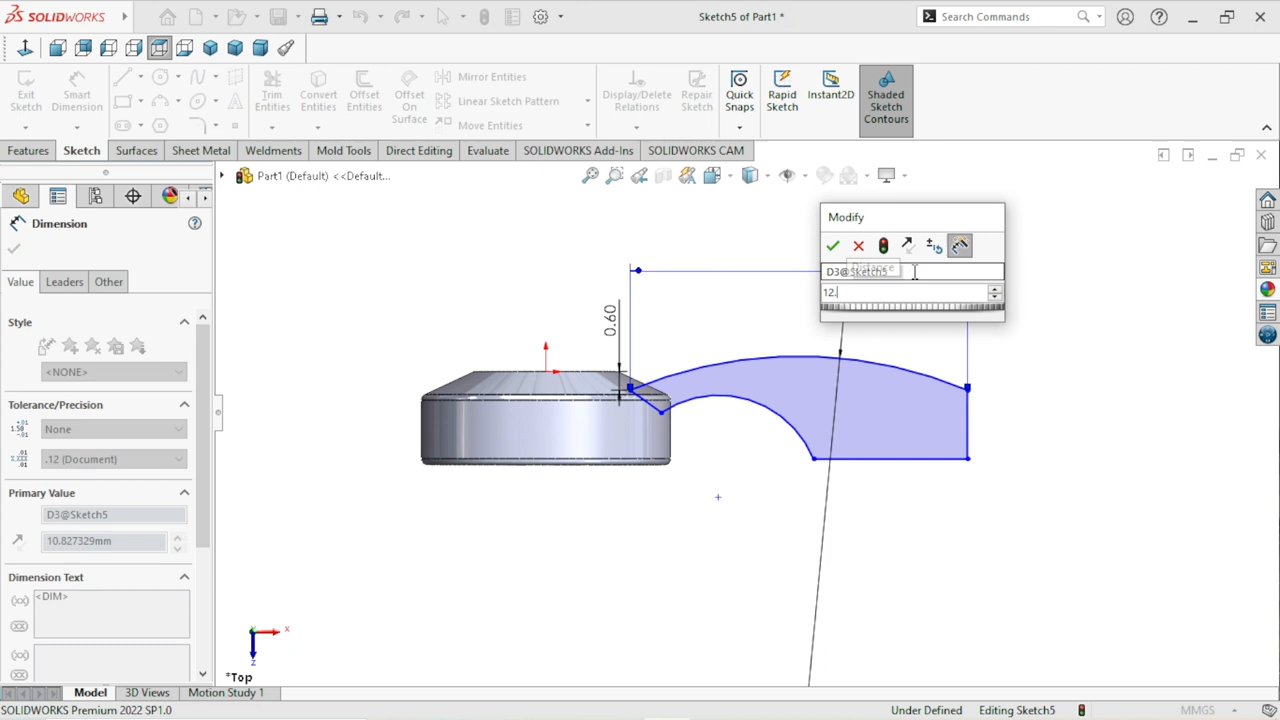 SOLIDWORKS
Sketch5 of Part1 *
Search Commands
Exit Sketch
Smart Dimension
Trim Entities
Convert Entities
Offset Entities
Offset On Surface
Mirror Entities
Linear Sketch Pattern
Move Entities
Display/Delete Relations
Repair Sketch
Quick Snaps
Rapid Sketch
Instant2D
Shaded Sketch Contours
Features
Sketch
Surfaces
Sheet Metal
Weldments
Mold Tools
Direct Editing
Evaluate
SOLIDWORKS Add-Ins
SOLIDWORKS CAM
Part1 (Default) <<Default...
Dimension
Value
Leaders
Other
Style
<NONE>
Tolerance/Precision
1.50
None
.12 (Document)
Primary Value
D3@Sketch5
10.827329mm
Dimension Text
<DIM>
Modify
D3@Sketch5
Distance
12.
0.60
x
z
*Top
Model
3D Views
Motion Study 1
SOLIDWORKS Premium 2022 SP1.0
Under Defined
Editing Sketch5
MMGS